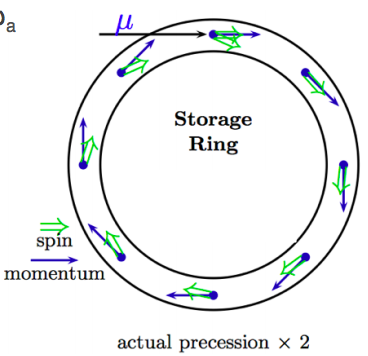 μ
Storage
Ring
spin
momentum
actual precession × 2